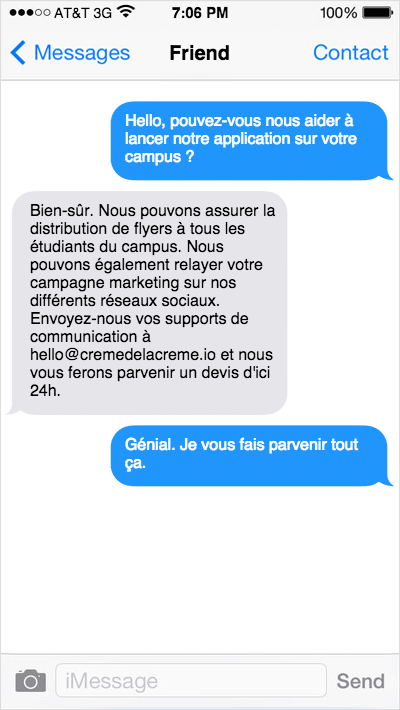 AT&T 3G 7:06 PM 100%
Messages Friend Contact
Hello, pouvez-vous nous aider à
lancer notre application sur votre
campus ?
Bien-sûr. Nous pouvons assurer la
distribution de flyers à tous les
étudiants du campus. Nous
pouvons également relayer votre
campagne marketing sur nos
différents réseaux sociaux.
Envoyez-nous vos supports de
communication à
hello@cremedelacreme.io et nous
vous ferons parvenir un devis d'ici
24h.
Génial. Je vous fais parvenir tout
ça.
iMessage Send